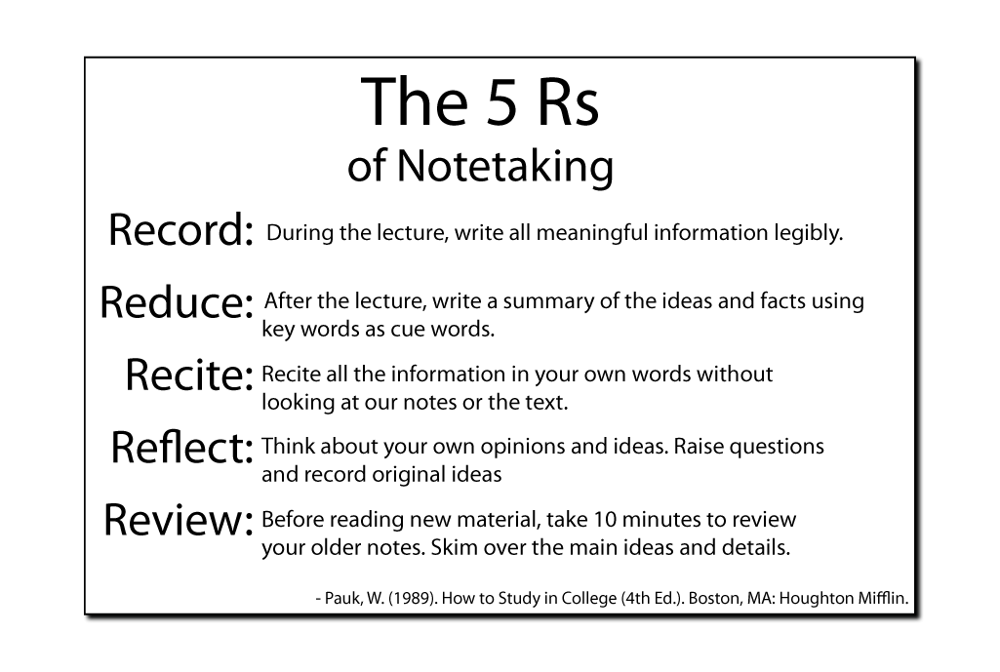 The 5 Rs
of Notetaking
Record: During the lecture, write all meaningful information legibly.
Reduce: After the lecture, write a summary of the ideas and facts using
key words as cue words.
Recite: Recite all the information in your own words without
looking at our notes or the text.
Reflect: Think about your own opinions and ideas. Raise questions
and record original ideas
Review: Before reading new material, take 10 minutes to review
your older notes. Skim over the main ideas and details.
- Pauk, W. (1989). How to Study in College (4th Ed.). Boston, MA: Houghton Mifflin.